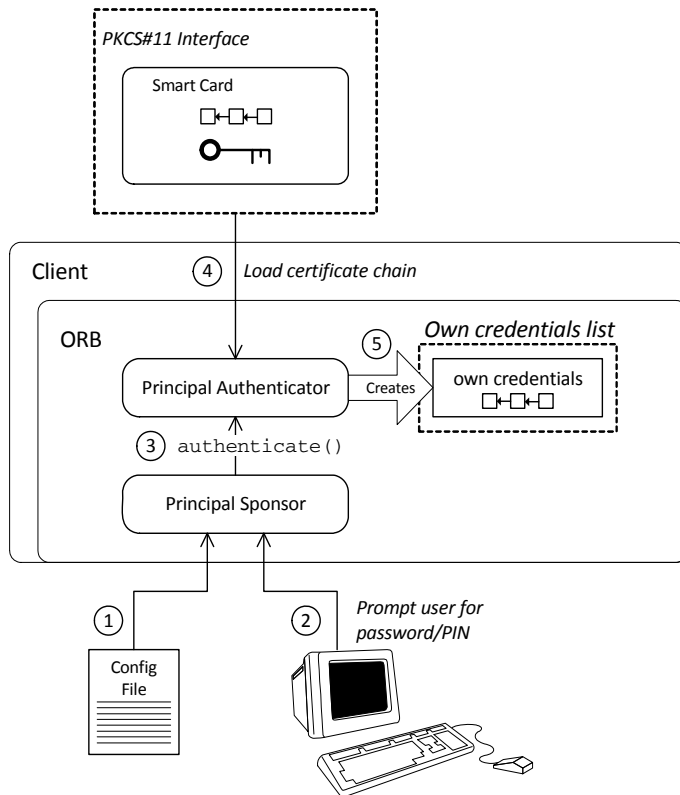 PKCS#11 Interface
Smart Card
Client
4
Load certificate chain
ORB
Own credentials list
5
Principal Authenticator
Creates
own credentials
3
authenticate()
Principal Sponsor
1
2
Prompt user for
password/PIN
Config
File